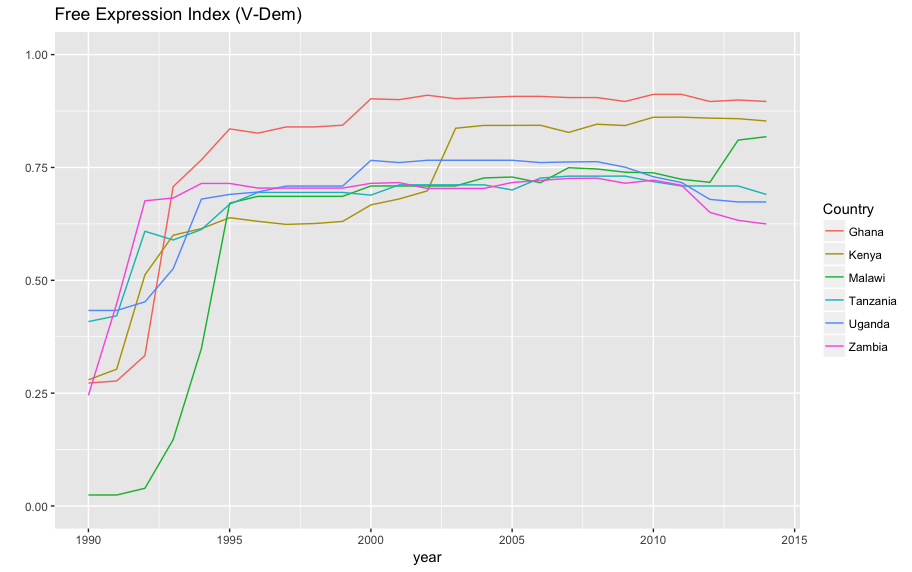 Free Expression Index (V-Dem)
1.00
0.75
0.50
0.25
0.00
1990 1995 2000 2005 2010 2015
year
Country
Ghana
Kenya
Malawi
Tanzania
Uganda
Zambia